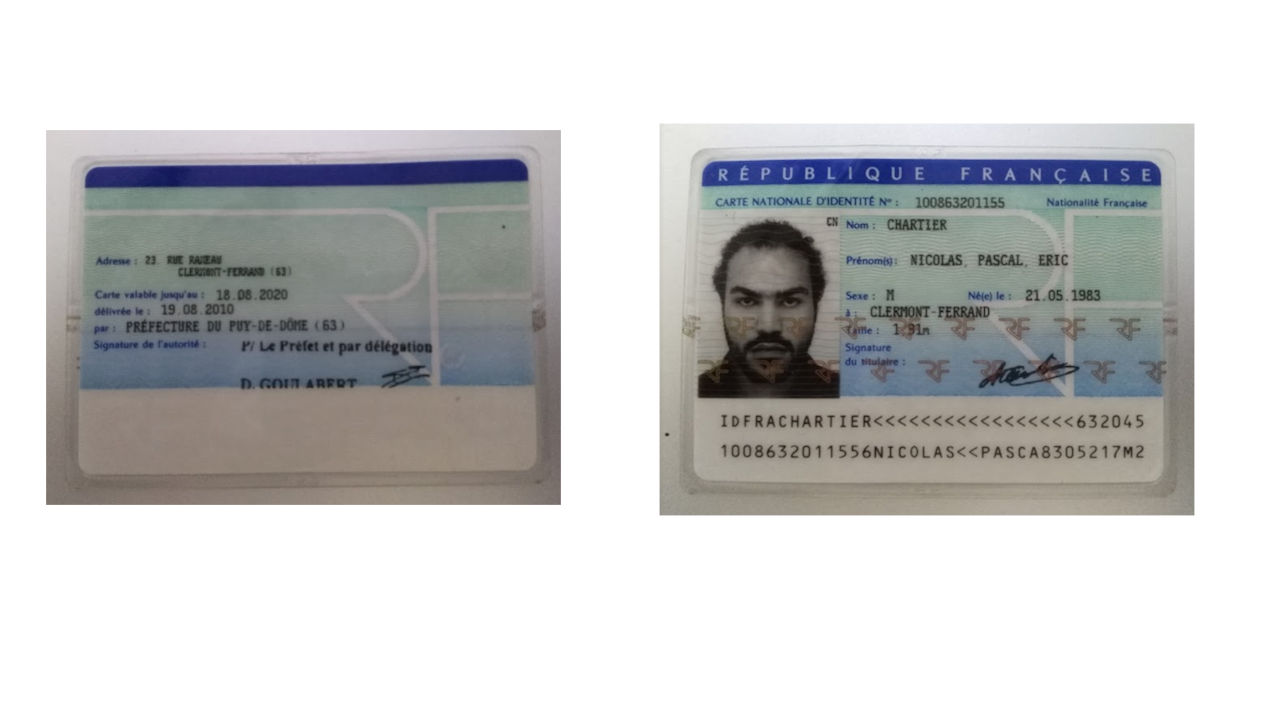 Adresse : 23 RUE RAMEAU
CLERMONT-FERRAND (63)
Carte valable jusqu'au : 18.08.2020
délivrée le : 19.08.2010
par : PRÉFECTURE DU PUY-DE-DÔME (63)
Signature de l'autorité : P/ Le Préfet et par délégation
D. GOULABERT
RÉPUBLIQUE FRANÇAISE
CARTE NATIONALE D'IDENTITÉ Nº : 100863201155 Nationalité Française
CN
Nom : CHARTIER
Prénom(s) : NICOLAS, PASCAL, ERIC
Sexe : M Né(e) le : 21.05.1983
à : CLERMONT-FERRAND
Taille : 1.81m
Signature
du titulaire :
IDFRACHARTIER<<<<<<<<<<<<<<<<<632045
1008632011556NICOLAS<<PASCA8305217M2